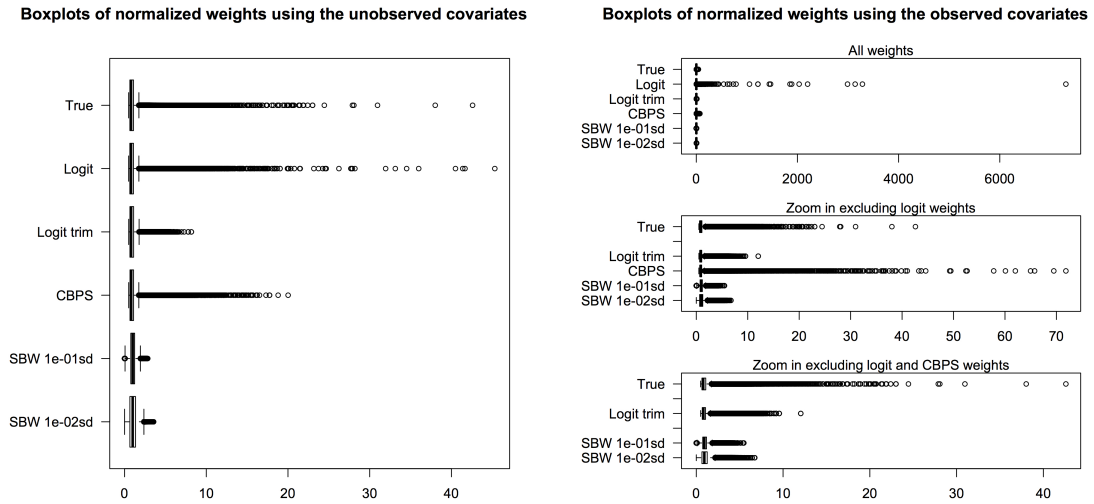 Boxplots of normalized weights using the unobserved covariates
True
Logit
Logit trim
CBPS
SBW 1e-01sd
SBW 1e-02sd
0 10 20 30 40
Boxplots of normalized weights using the observed covariates
All weights
True
Logit
Logit trim
CBPS
SBW 1e-01sd
SBW 1e-02sd
0 2000 4000 6000
Zoom in excluding logit weights
True
Logit trim
CBPS
SBW 1e-01sd
SBW 1e-02sd
0 10 20 30 40 50 60 70
Zoom in excluding logit and CBPS weights
True
Logit trim
SBW 1e-01sd
SBW 1e-02sd
0 10 20 30 40